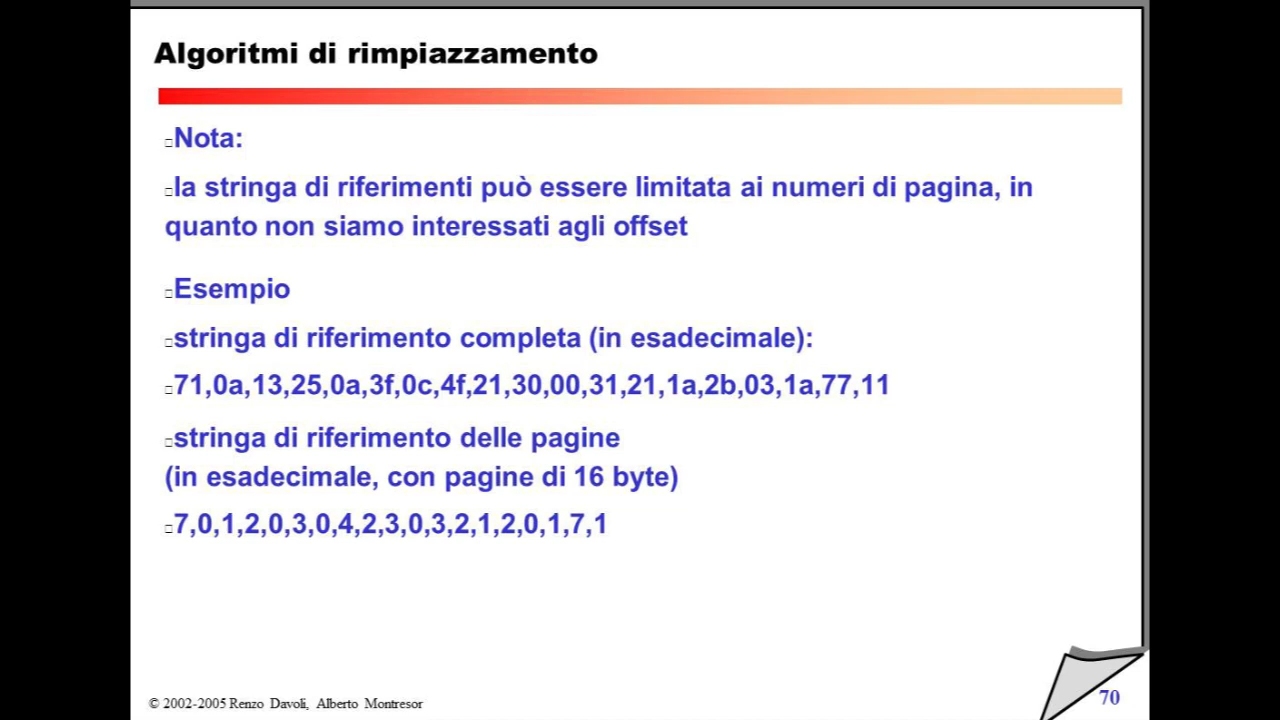 Algoritmi di rimpiazzamento
Nota:
la stringa di riferimenti può essere limitata ai numeri di pagina, in
quanto non siamo interessati agli offset
Esempio
stringa di riferimento completa (in esadecimale):
71,0a,13,25,0a,3f,0c,4f,21,30,00,31,21,1a,2b,03,1a,77,11
stringa di riferimento delle pagine
(in esadecimale, con pagine di 16 byte)
7,0,1,2,0,3,0,4,2,3,0,3,2,1,2,0,1,7,1
© 2002-2005 Renzo Davoli, Alberto Montresor
70